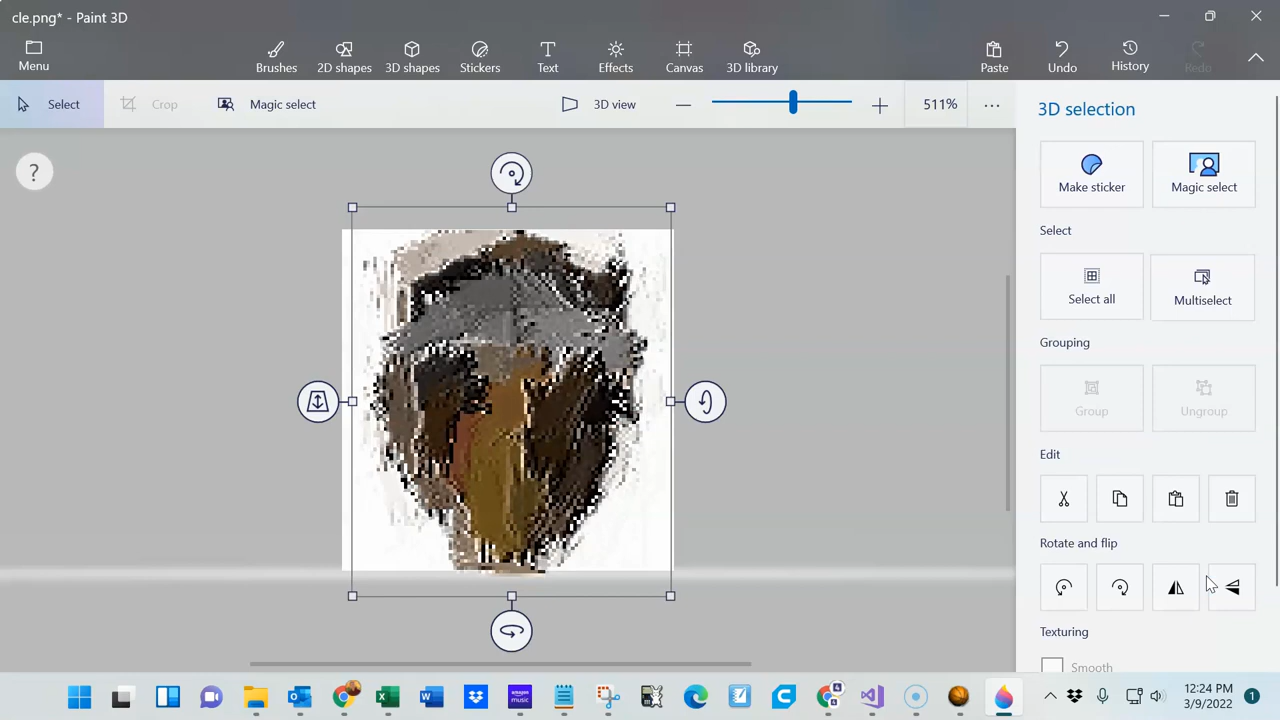 cle.png* - Paint 3D
Menu
Brushes
2D shapes
3D shapes
Stickers
Text
Effects
Canvas
3D library
Paste
Undo
History
Redo
Select
Crop
Magic select
3D view
511%
?
3D selection
Make sticker
Magic select
Select
Select all
Multiselect
Grouping
Group
Ungroup
Edit
Rotate and flip
Texturing
Smooth
amazon music
12:24 PM
3/9/2022